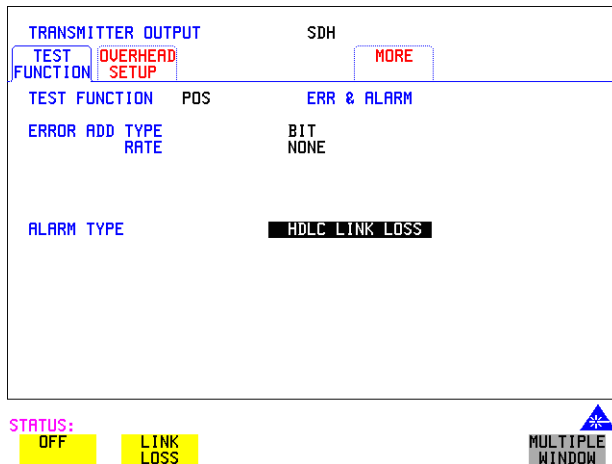 TRANSMITTER OUTPUT SDH
TEST FUNCTION
OVERHEAD SETUP
MORE
TEST FUNCTION POS ERR & ALARM
ERROR ADD TYPE BIT
RATE NONE
ALARM TYPE HDLC LINK LOSS
STATUS:
OFF
LINK LOSS
MULTIPLE WINDOW